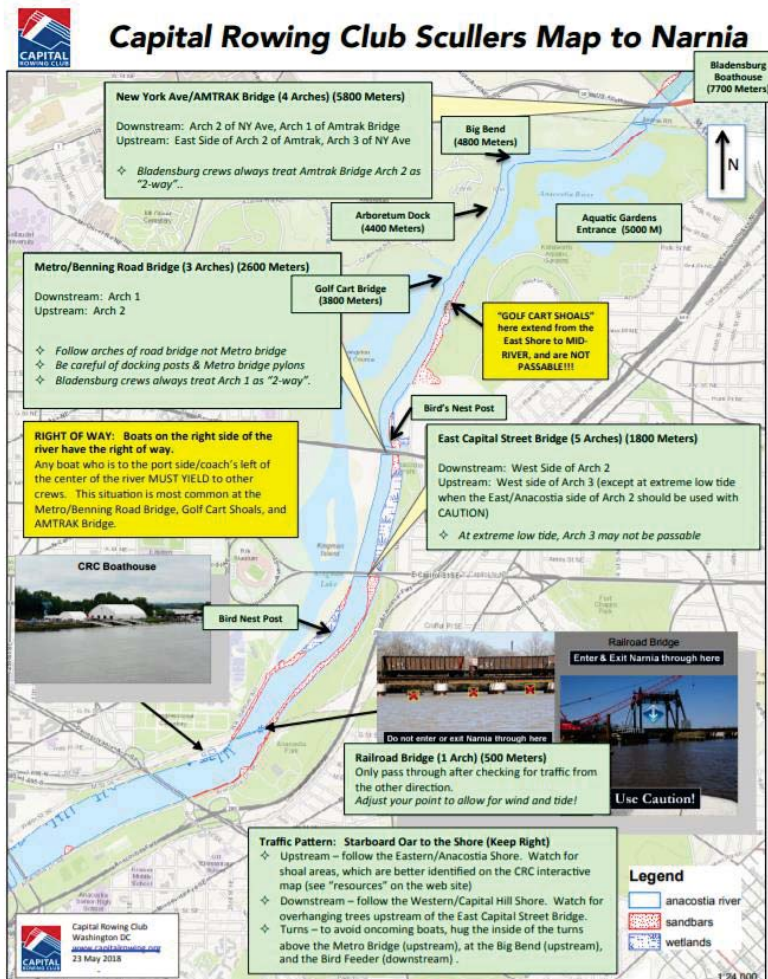 CAPITAL
ROWING CLUB
Capital Rowing Club Scullers Map to Narnia
Bladensburg
Boathouse
(7700 Meters)
New York Ave/AMTRAK Bridge (4 Arches) (5800 Meters)
Downstream: Arch 2 of NY Ave, Arch 1 of Amtrak Bridge
Upstream: East Side of Arch 2 of Amtrak, Arch 3 of NY Ave
✧ Bladensburg crews always treat Amtrak Bridge Arch 2 as
"2-way"..
Big Bend
(4800 Meters)
N
Arboretum Dock
(4400 Meters)
Aquatic Gardens
Entrance (5000 M)
Anacostia River
Metro/Benning Road Bridge (3 Arches) (2600 Meters)
Downstream: Arch 1
Upstream: Arch 2
✧ Follow arches of road bridge not Metro bridge
✧ Be careful of docking posts & Metro bridge pylons
✧ Bladensburg crews always treat Arch 1 as "2-way".
Golf Cart Bridge
(3800 Meters)
"GOLF CART SHOALS"
here extend from the
East Shore to MID-
RIVER, and are NOT
PASSABLE!!!
Bird's Nest Post
RIGHT OF WAY: Boats on the right side of the
river have the right of way.
Any boat who is to the port side/coach's left of
the center of the river MUST YIELD to other
crews. This situation is most common at the
Metro/Benning Road Bridge, Golf Cart Shoals, and
AMTRAK Bridge.
East Capital Street Bridge (5 Arches) (1800 Meters)
Downstream: West Side of Arch 2
Upstream: West side of Arch 3 (except at extreme low tide
when the East/Anacostia side of Arch 2 should be used with
CAUTION)
✧ At extreme low tide, Arch 3 may not be passable
Kingman
Island
Lake
CRC Boathouse
Bird Nest Post
Railroad Bridge
Enter & Exit Narnia through here
Do not enter or exit Narnia through here
Use Caution!
Railroad Bridge (1 Arch) (500 Meters)
Only pass through after checking for traffic from
the other direction.
Adjust your point to allow for wind and tide!
Anacostia
Park
Traffic Pattern: Starboard Oar to the Shore (Keep Right)
✧ Upstream – follow the Eastern/Anacostia Shore. Watch for
shoal areas, which are better identified on the CRC interactive
map (see "resources" on the web site)
✧ Downstream – follow the Western/Capital Hill Shore. Watch for
overhanging trees upstream of the East Capital Street Bridge.
✧ Turns – to avoid oncoming boats, hug the inside of the turns
above the Metro Bridge (upstream), at the Big Bend (upstream),
and the Bird Feeder (downstream) .
Legend
anacostia river
sandbars
wetlands
1:24,000
CAPITAL
ROWING CLUB
Capital Rowing Club
Washington DC
www.capitalrowing.org
23 May 2018